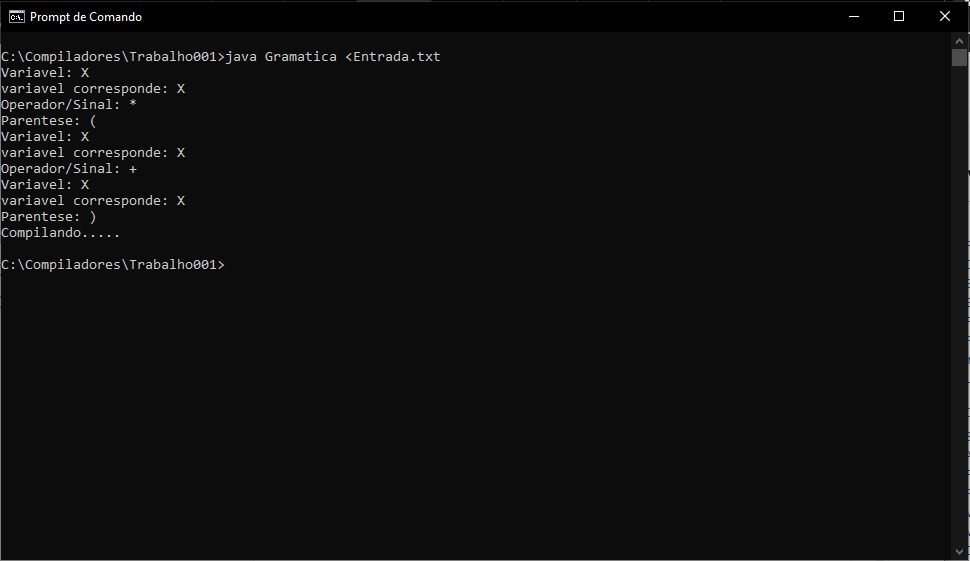 Prompt de Comando
C:\Compiladores\Trabalho001>java Gramatica <Entrada.txt
Variavel: X
variavel corresponde: X
Operador/Sinal: *
Parentese: (
Variavel: X
variavel corresponde: X
Operador/Sinal: +
Variavel: X
variavel corresponde: X
Parentese: )
Compilando.....
C:\Compiladores\Trabalho001>